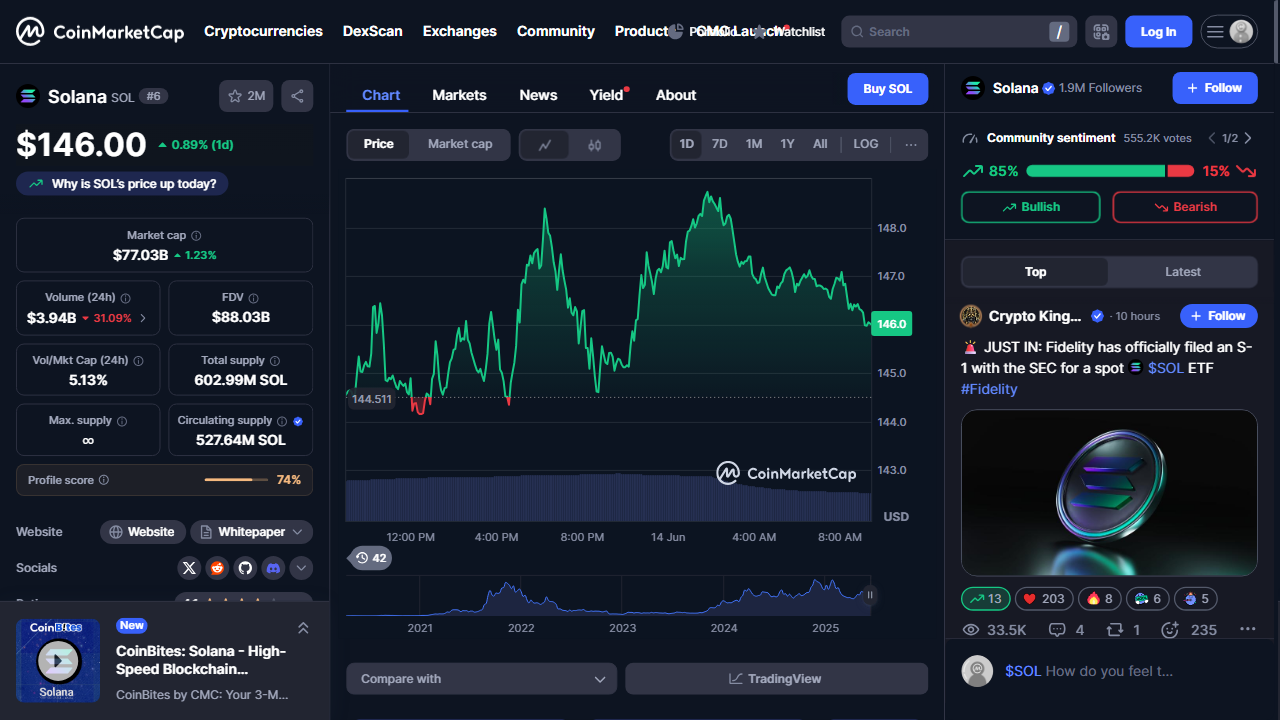 CoinMarketCap
Cryptocurrencies DexScan Exchanges Community
Search /
Log In
Solana SOL #6
2M
$146.00 0.89% (1d)
Why is SOL's price up today?
Market cap
$77.03B 1.23%
Volume (24h)
$3.94B 31.09%
FDV
$88.03B
Vol/Mkt Cap (24h)
5.13%
Total supply
602.99M SOL
Max. supply
∞
Circulating supply
527.64M SOL
Profile score 74%
Website Website Whitepaper
Socials
CoinBites
Solana
New
CoinBites: Solana - High-
Speed Blockchain...
CoinBites by CMC: Your 3-M...
Chart Markets News Yield About
Buy SOL
Price Market cap
1D 7D 1M 1Y All LOG ...
148.0
147.0
146.0
145.0
144.511
144.0
143.0
CoinMarketCap
USD
12:00 PM 4:00 PM 8:00 PM 14 Jun 4:00 AM 8:00 AM
42
2021 2022 2023 2024 2025
Compare with
TradingView
Solana 1.9M Followers
+ Follow
Community sentiment 555.2K votes 1/2
85% 15%
Bullish Bearish
Top Latest
Crypto King... · 10 hours
+ Follow
JUST IN: Fidelity has officially filed an S-
1 with the SEC for a spot $SOL ETF
#Fidelity
13 203 8 6 5
33.5K 4 1 235 ...
$SOL How do you feel t...